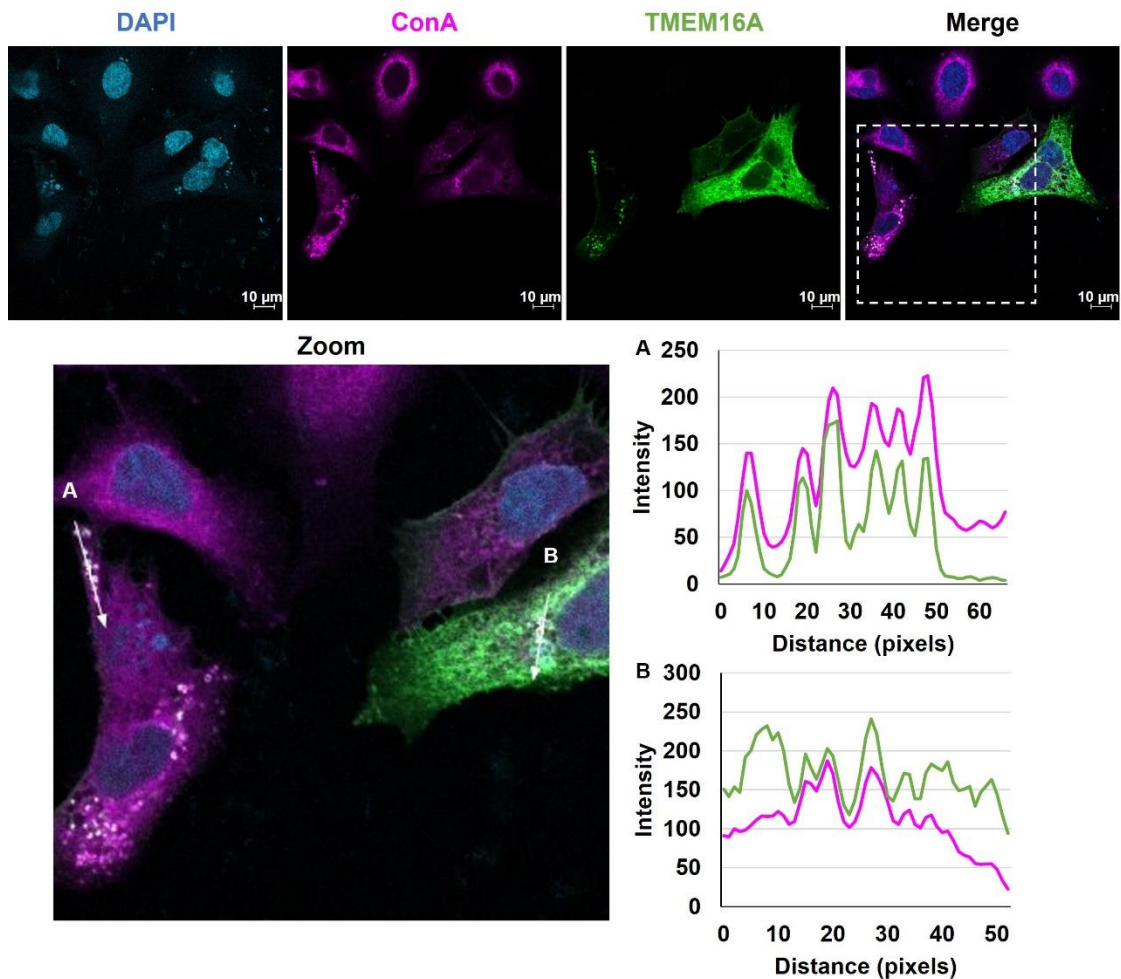 DAPI ConA TMEM16A Merge
10 µm 10 µm 10 µm 10 µm
Zoom
A
B
A
250
200
150
100
50
0
Intensity
0 10 20 30 40 50 60
Distance (pixels)
B
300
250
200
150
100
50
0
Intensity
0 10 20 30 40 50
Distance (pixels)